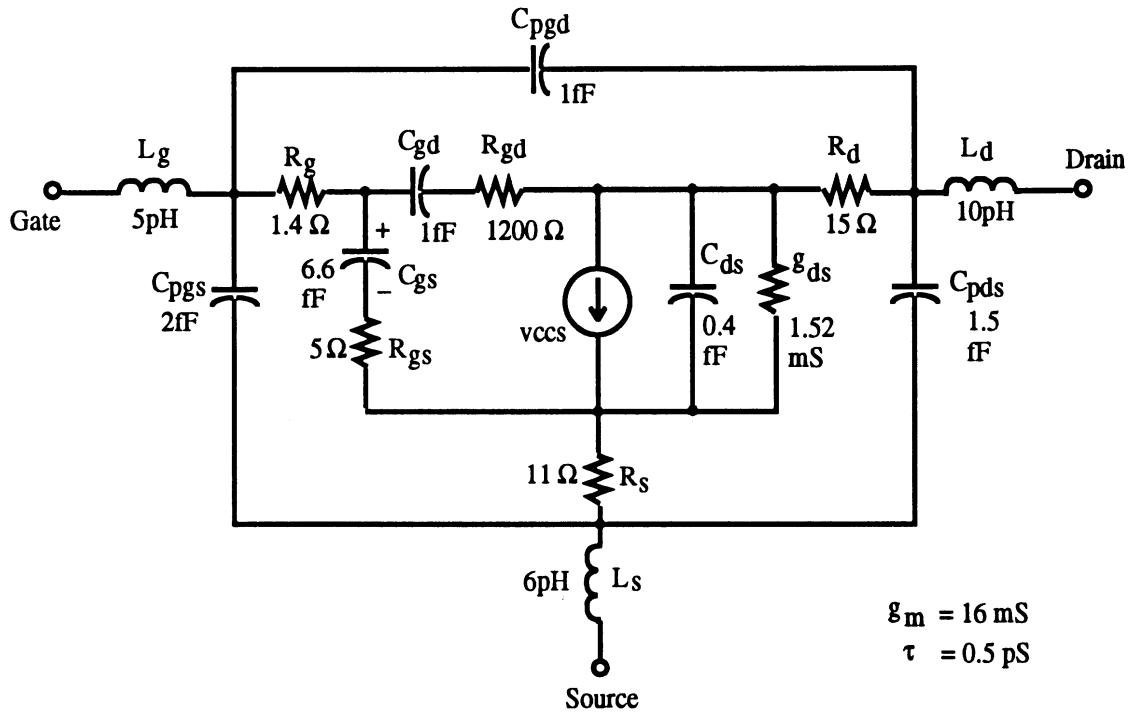 Cpgd
1fF
Lg
5pH
Rg
1.4 Ω
Cgd
1fF
Rgd
1200 Ω
Rd
15 Ω
Ld
10pH
Drain
Gate
Cpgs
2fF
+
6.6
fF
Cgs
−
5Ω
Rgs
vccs
Cds
0.4
fF
gds
1.52
mS
Cpds
1.5
fF
11 Ω
Rs
6pH
Ls
gm = 16 mS
τ = 0.5 pS
Source